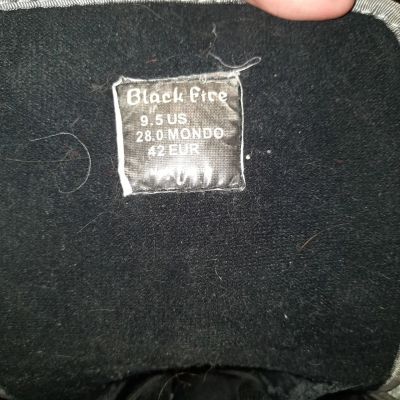 Black Fire
9.5 US
28.0 MONDO
42 EUR